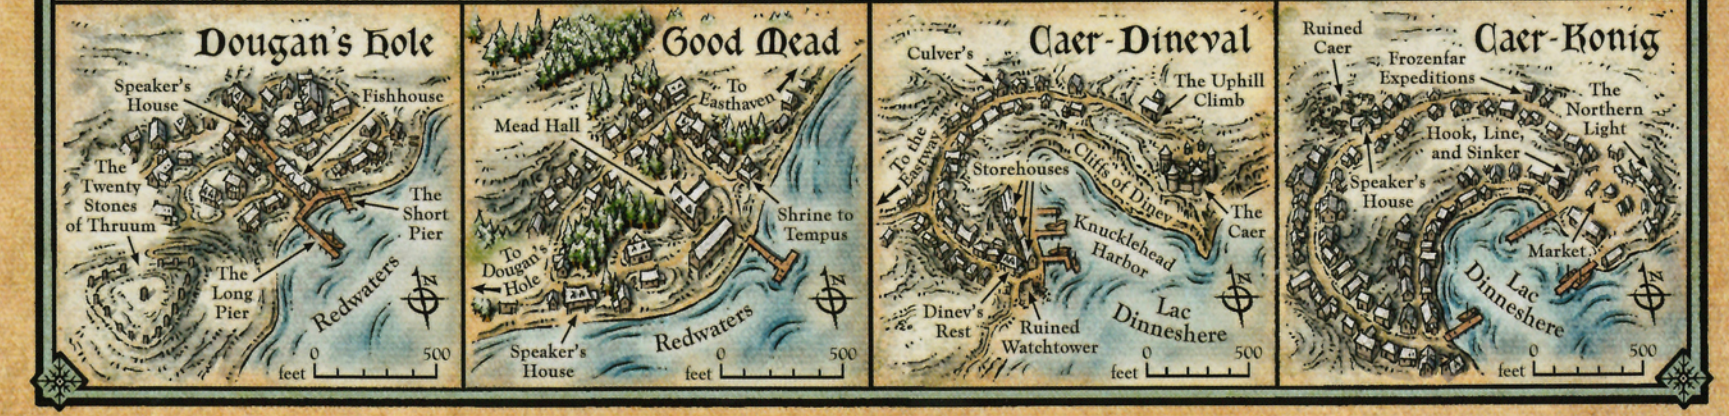 Dougan's Hole
Speaker's
House
Fishhouse
The
Twenty
Stones
of Thruum
The
Short
Pier
The
Long
Pier
Redwaters
N
0 500
feet
Good Mead
To
Easthaven
Mead Hall
Shrine to
Tempus
To
Dougan's
Hole
Speaker's
House
Redwaters
N
0 500
feet
Caer-Dineval
Culver's
The Uphill
Climb
To the
Eastway
Storehouses
Cliffs of Dinev
The
Caer
Knucklehead
Harbor
Dinev's
Rest
Ruined
Watchtower
Lac
Dinneshere
N
0 500
feet
Caer-Konig
Ruined
Caer
Frozenfar
Expeditions
The
Northern
Light
Hook, Line,
and Sinker
Speaker's
House
Market
Lac
Dinneshere
N
0 500
feet